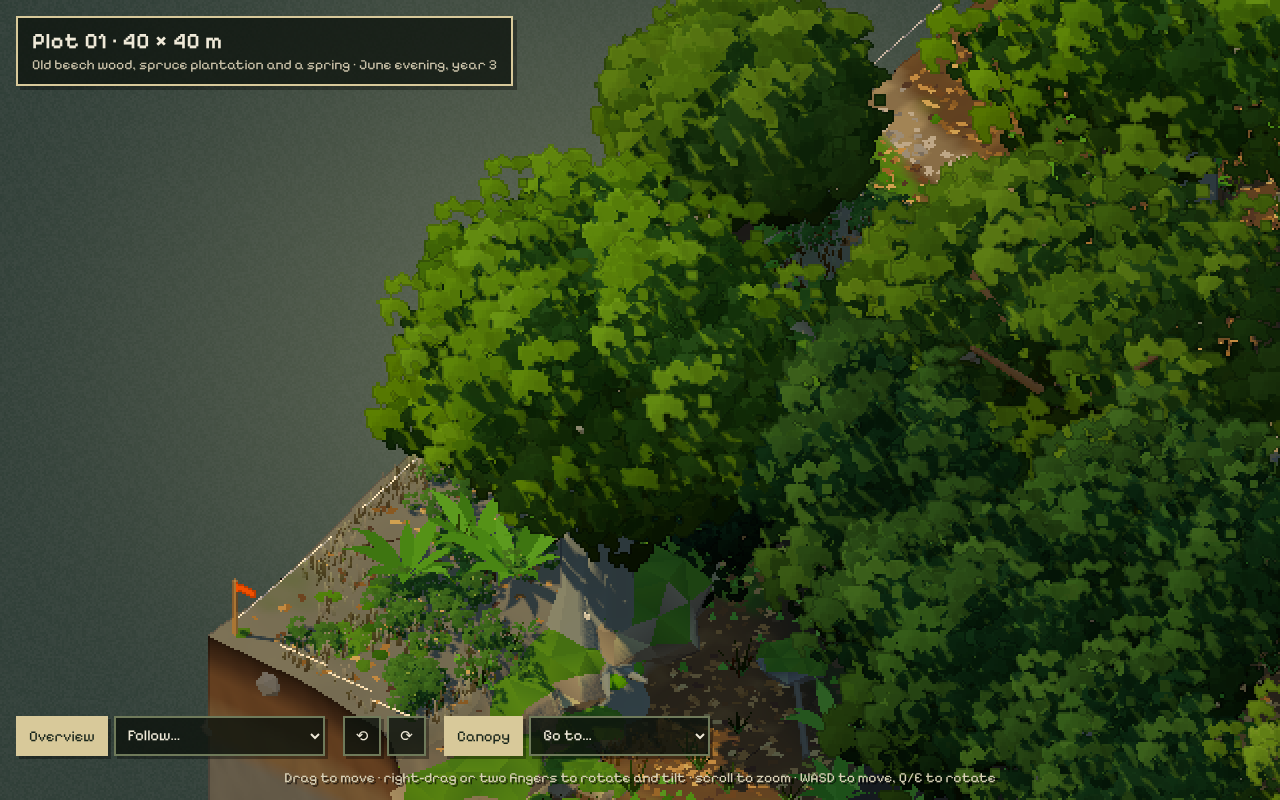 Plot 01 · 40 × 40 m
Old beech wood, spruce plantation and a spring · June evening, year 3
Overview
Follow...
⟲
⟳
Canopy
Go to...
Drag to move · right-drag or two fingers to rotate and tilt · scroll to zoom · WASD to move, Q/E to rotate